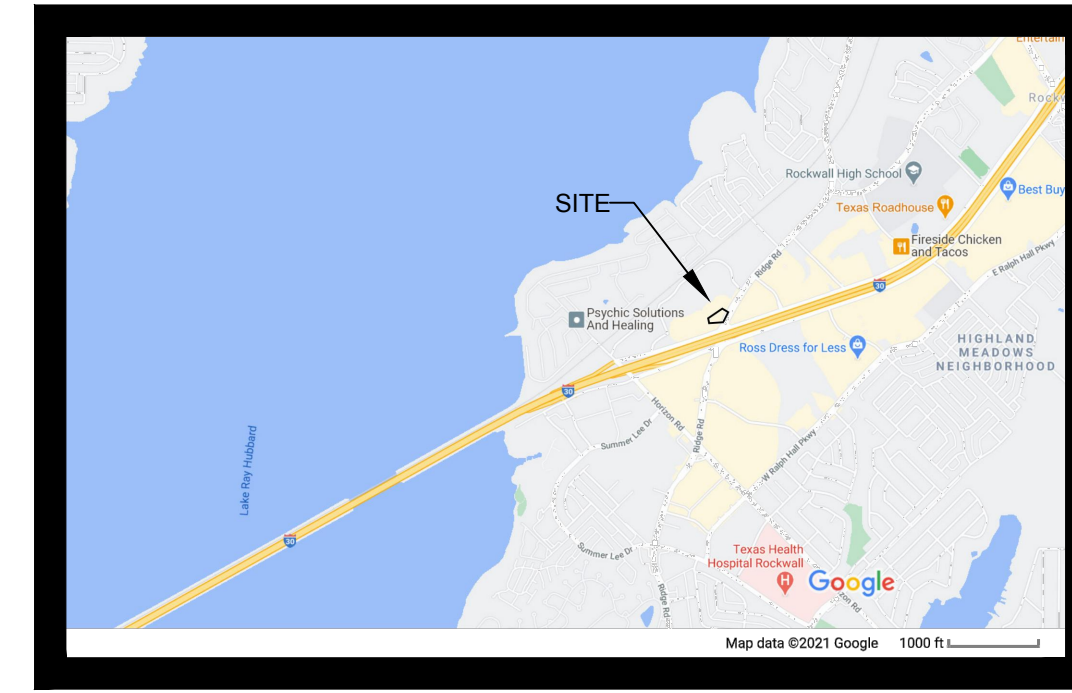 Entertain
Rockw
Rockwall High School
Best Buy
SITE
Texas Roadhouse
Fireside Chicken
and Tacos
E Ralph Hall Pkwy
Ridge Rd
30
Psychic Solutions
And Healing
Ross Dress for Less
HIGHLAND
MEADOWS
NEIGHBORHOOD
30
Horizon Rd
Summer Lee Dr
Ridge Rd
W Ralph Hall Pkwy
Lake Ray Hubbard
30
Summer Lee Dr
Texas Health
Hospital Rockwall
H
Google
Ridge Rd
zon Rd
Map data ©2021 Google 1000 ft